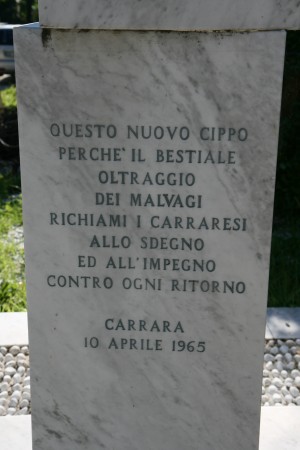 QUESTO NUOVO CIPPO
PERCHE' IL BESTIALE
OLTRAGGIO
DEI MALVAGI
RICHIAMI I CARRARESI
ALLO SDEGNO
ED ALL'IMPEGNO
CONTRO OGNI RITORNO
CARRARA
10 APRILE 1965